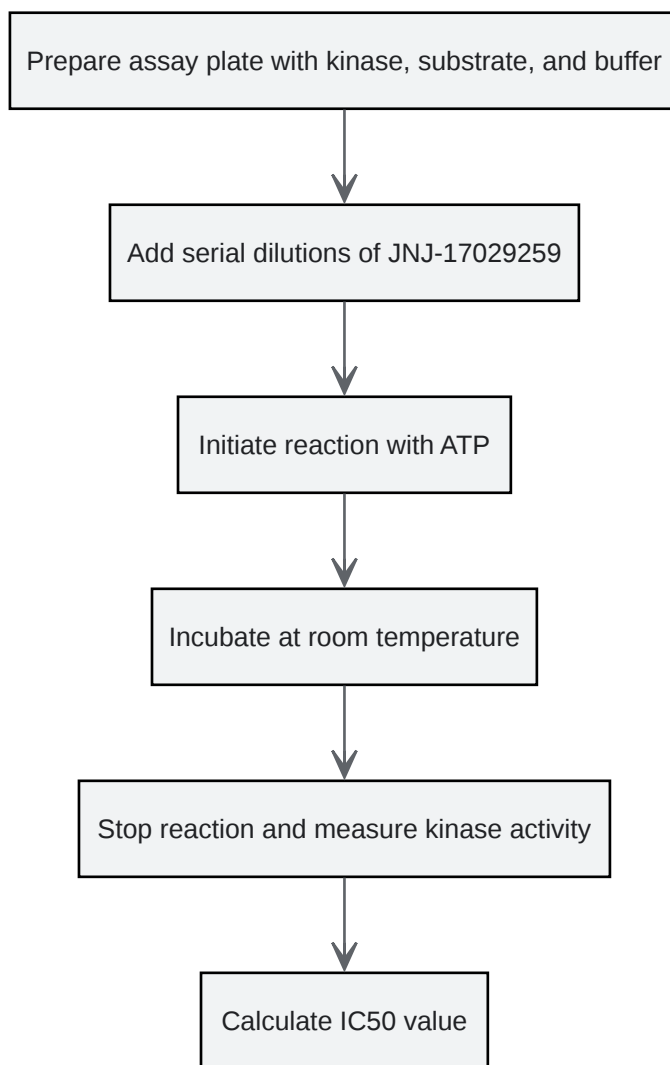 Prepare assay plate with kinase, substrate, and buffer
Add serial dilutions of JNJ-17029259
Initiate reaction with ATP
Incubate at room temperature
Stop reaction and measure kinase activity
Calculate IC50 value